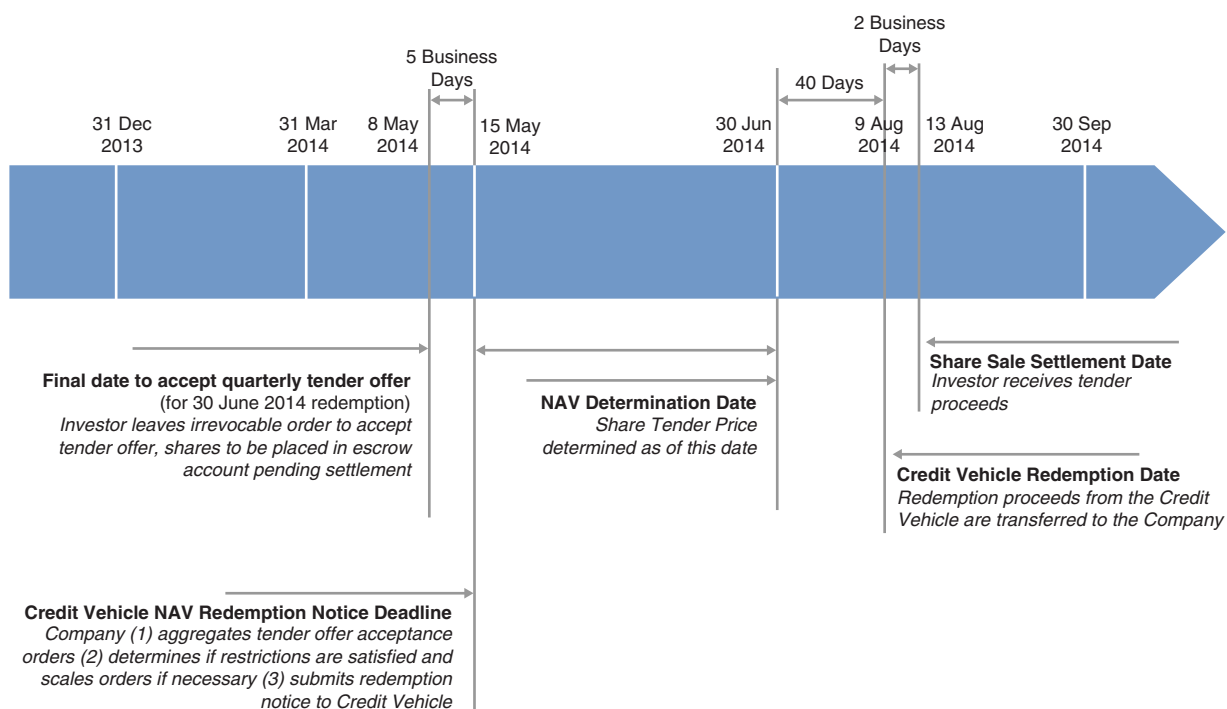 2 Business
Days
5 Business
Days
40 Days
31 Dec
2013
31 Mar
2014
8 May
2014
15 May
2014
30 Jun
2014
9 Aug
2014
13 Aug
2014
30 Sep
2014
Final date to accept quarterly tender offer
(for 30 June 2014 redemption)
Investor leaves irrevocable order to accept
tender offer, shares to be placed in escrow
account pending settlement
NAV Determination Date
Share Tender Price
determined as of this date
Share Sale Settlement Date
Investor receives tender
proceeds
Credit Vehicle Redemption Date
Redemption proceeds from the Credit
Vehicle are transferred to the Company
Credit Vehicle NAV Redemption Notice Deadline
Company (1) aggregates tender offer acceptance
orders (2) determines if restrictions are satisfied and
scales orders if necessary (3) submits redemption
notice to Credit Vehicle